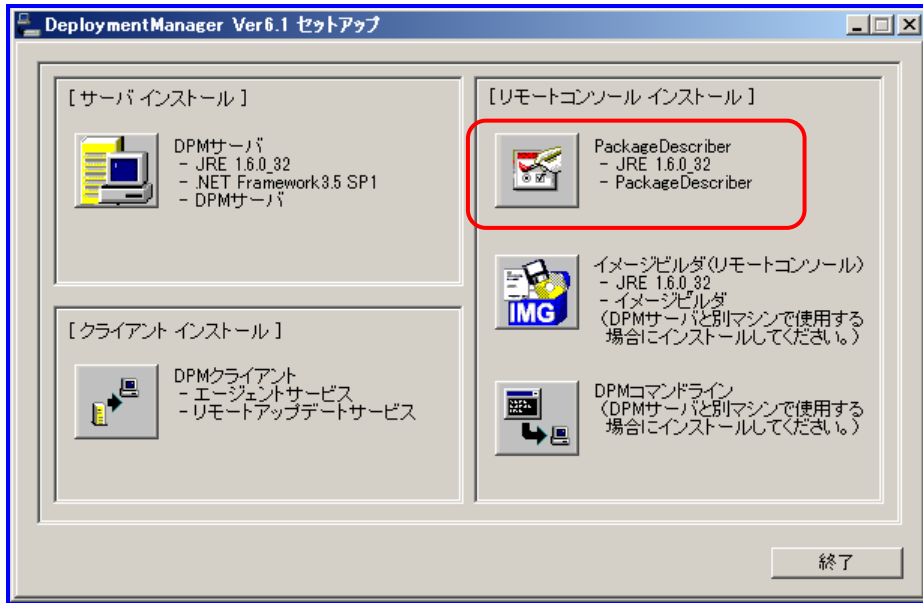 DeploymentManager Ver6.1 セットアップ
[サーバ インストール]
DPMサーバ
- JRE 1.6.0_32
- .NET Framework3.5 SP1
- DPMサーバ
[クライアント インストール]
DPMクライアント
- エージェントサービス
- リモートアップデートサービス
[リモートコンソール インストール]
PackageDescriber
- JRE 1.6.0_32
- PackageDescriber
IMG
イメージビルダ(リモートコンソール)
- JRE 1.6.0_32
- イメージビルダ
(DPMサーバと別マシンで使用する
場合にインストールしてください。)
DPMコマンドライン
(DPMサーバと別マシンで使用する
場合にインストールしてください。)
終了